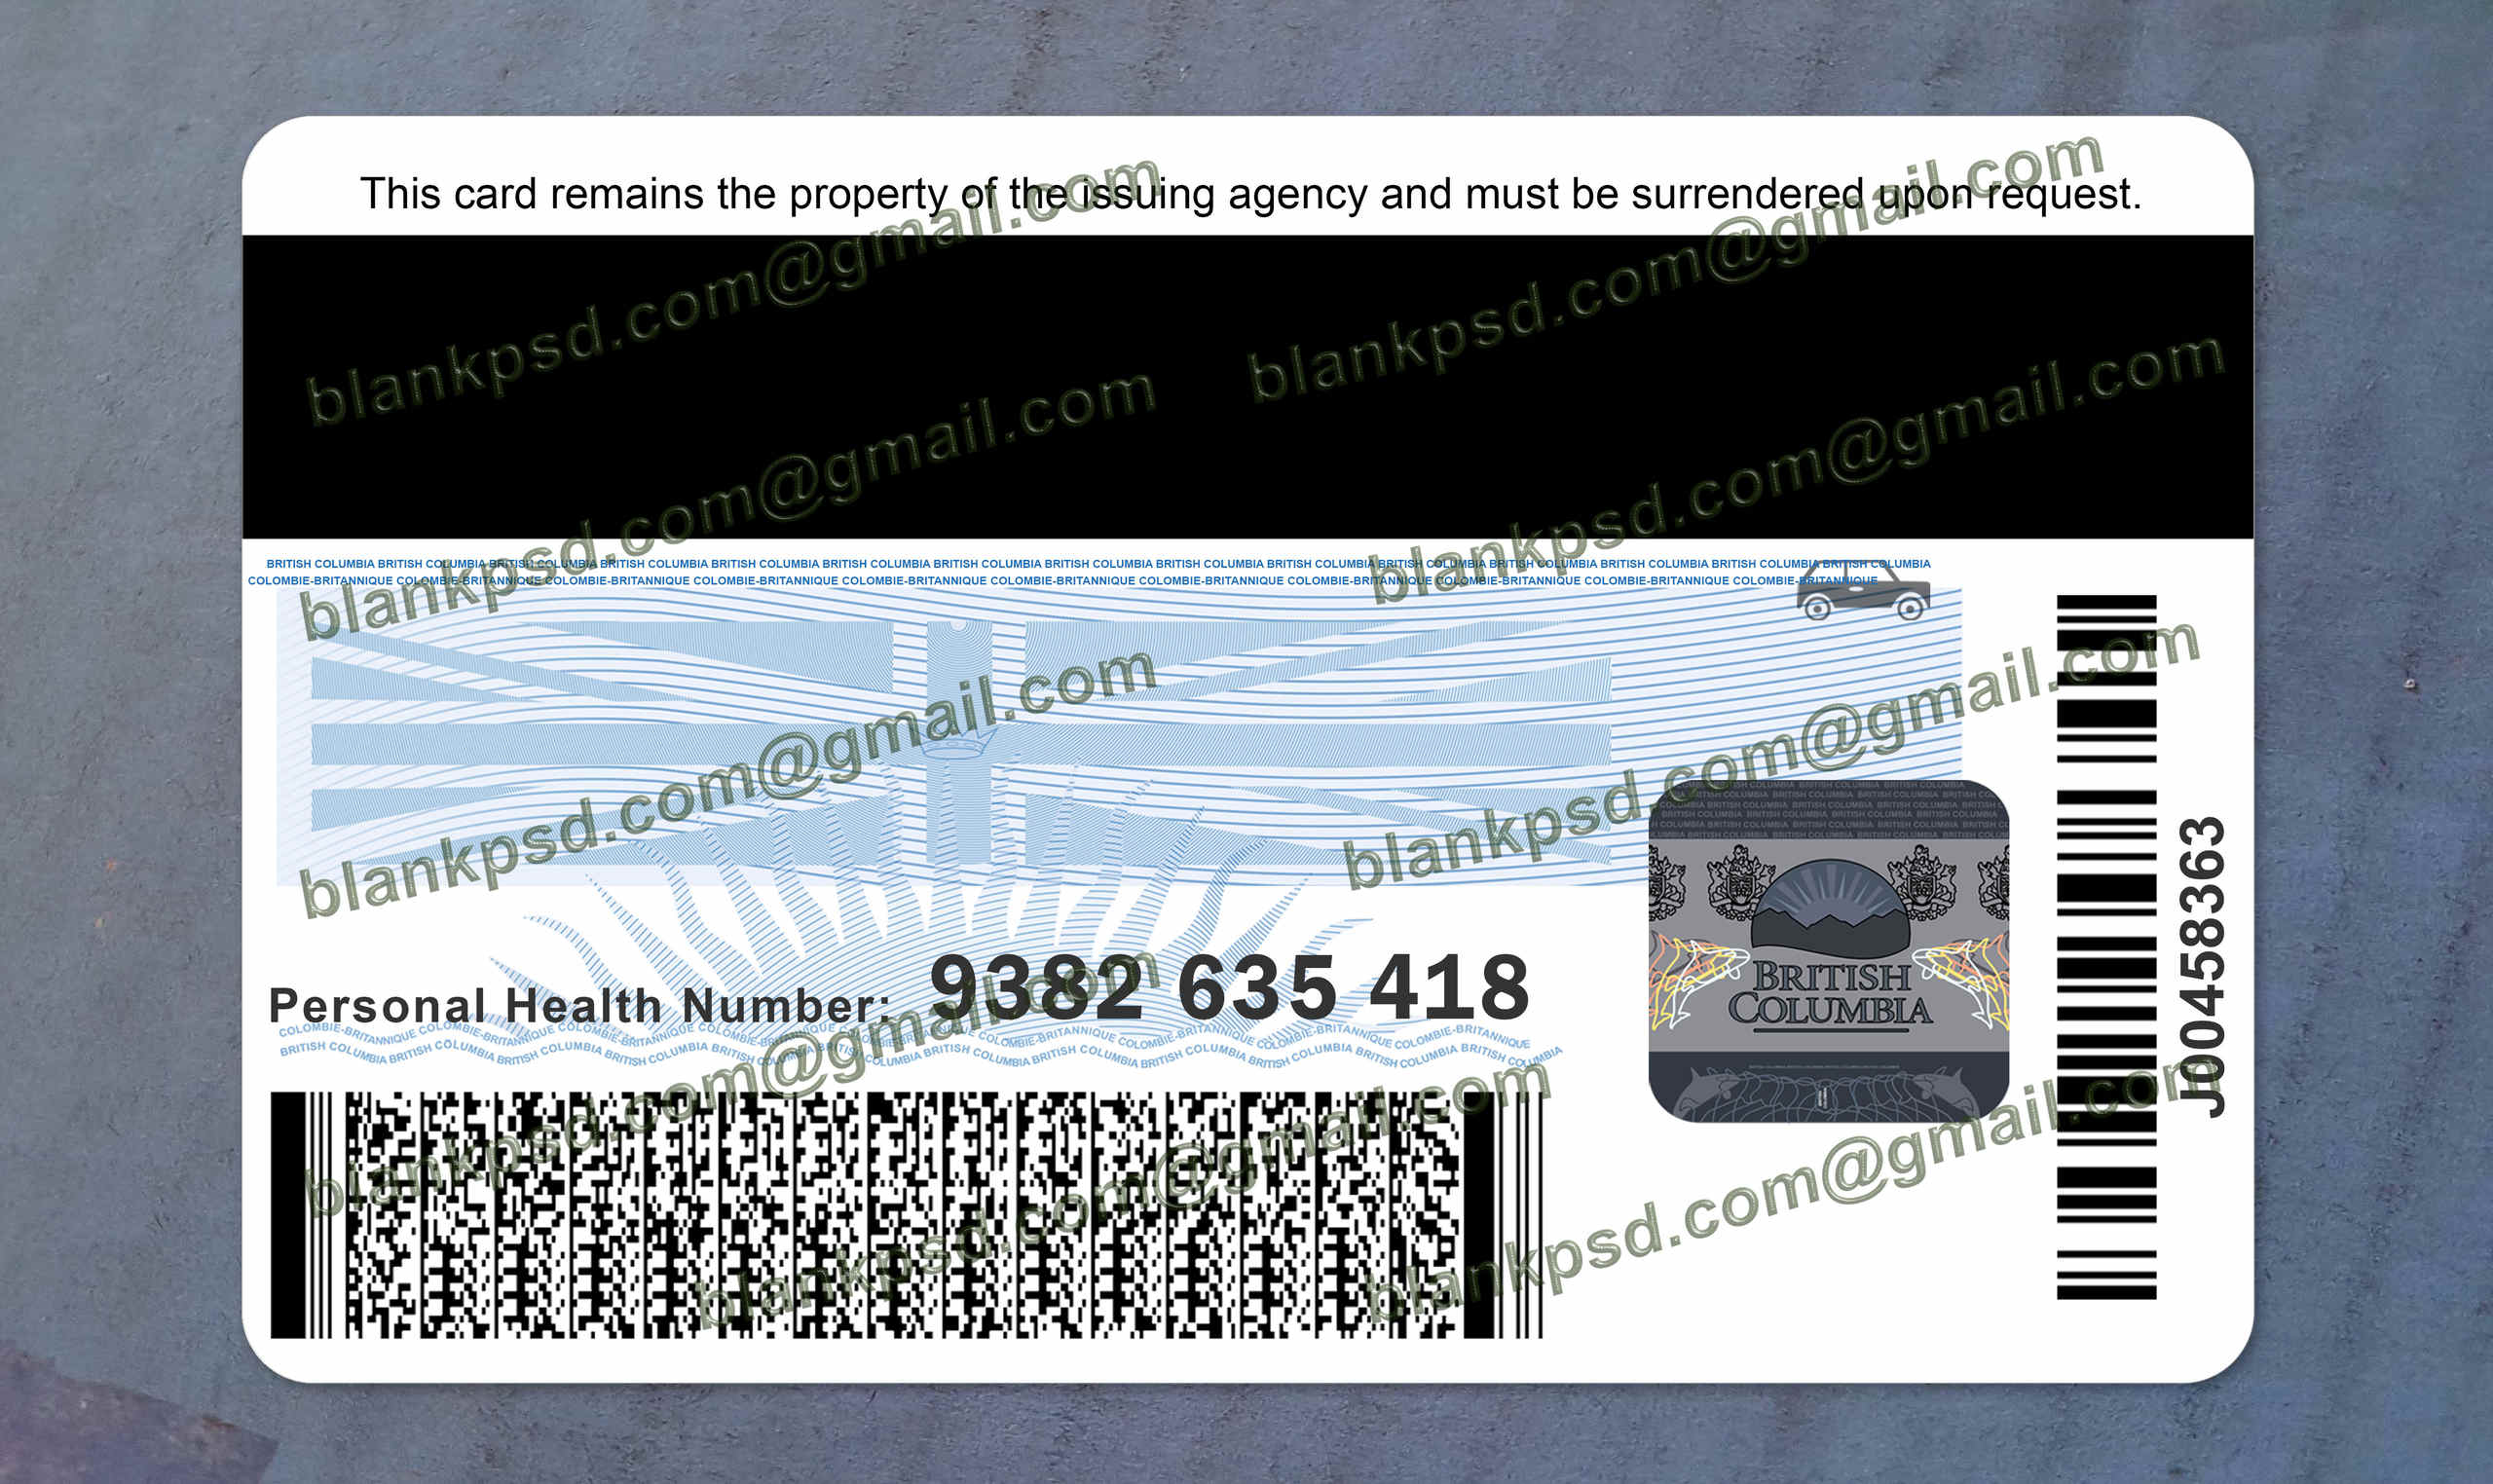 This card remains the property of the issuing agency and must be surrendered upon request.
blankpsd.com@gmail.com
blankpsd.com@gmail.com
blankpsd.com@gmail.com
blankpsd.com@gmail.com
BRITISH COLUMBIA BRITISH COLUMBIA BRITISH COLUMBIA BRITISH COLUMBIA BRITISH COLUMBIA BRITISH COLUMBIA BRITISH COLUMBIA BRITISH COLUMBIA BRITISH COLUMBIA BRITISH COLUMBIA BRITISH COLUMBIA BRITISH COLUMBIA BRITISH COLUMBIA BRITISH COLUMBIA BRITISH COLUMBIA
COLOMBIE-BRITANNIQUE COLOMBIE-BRITANNIQUE COLOMBIE-BRITANNIQUE COLOMBIE-BRITANNIQUE COLOMBIE-BRITANNIQUE COLOMBIE-BRITANNIQUE COLOMBIE-BRITANNIQUE COLOMBIE-BRITANNIQUE COLOMBIE-BRITANNIQUE COLOMBIE-BRITANNIQUE COLOMBIE-BRITANNIQUE
blankpsd.com@gmail.com
blankpsd.com@gmail.com
Personal Health Number: 9382 635 418
BRITISH
COLUMBIA
J00458363
COLOMBIE-BRITANNIQUE COLOMBIE-BRITANNIQUE COLOMBIE-BRITANNIQUE COLOMBIE-BRITANNIQUE COLOMBIE-BRITANNIQUE COLOMBIE-BRITANNIQUE COLOMBIE-BRITANNIQUE COLOMBIE-BRITANNIQUE COLOMBIE-BRITANNIQUE
BRITISH COLUMBIA BRITISH COLUMBIA BRITISH COLUMBIA BRITISH COLUMBIA BRITISH COLUMBIA BRITISH COLUMBIA BRITISH COLUMBIA BRITISH COLUMBIA BRITISH COLUMBIA BRITISH COLUMBIA BRITISH COLUMBIA BRITISH COLUMBIA
blankpsd.com@gmail.com
blankpsd.com@gmail.com
blankpsd.com@gmail.com